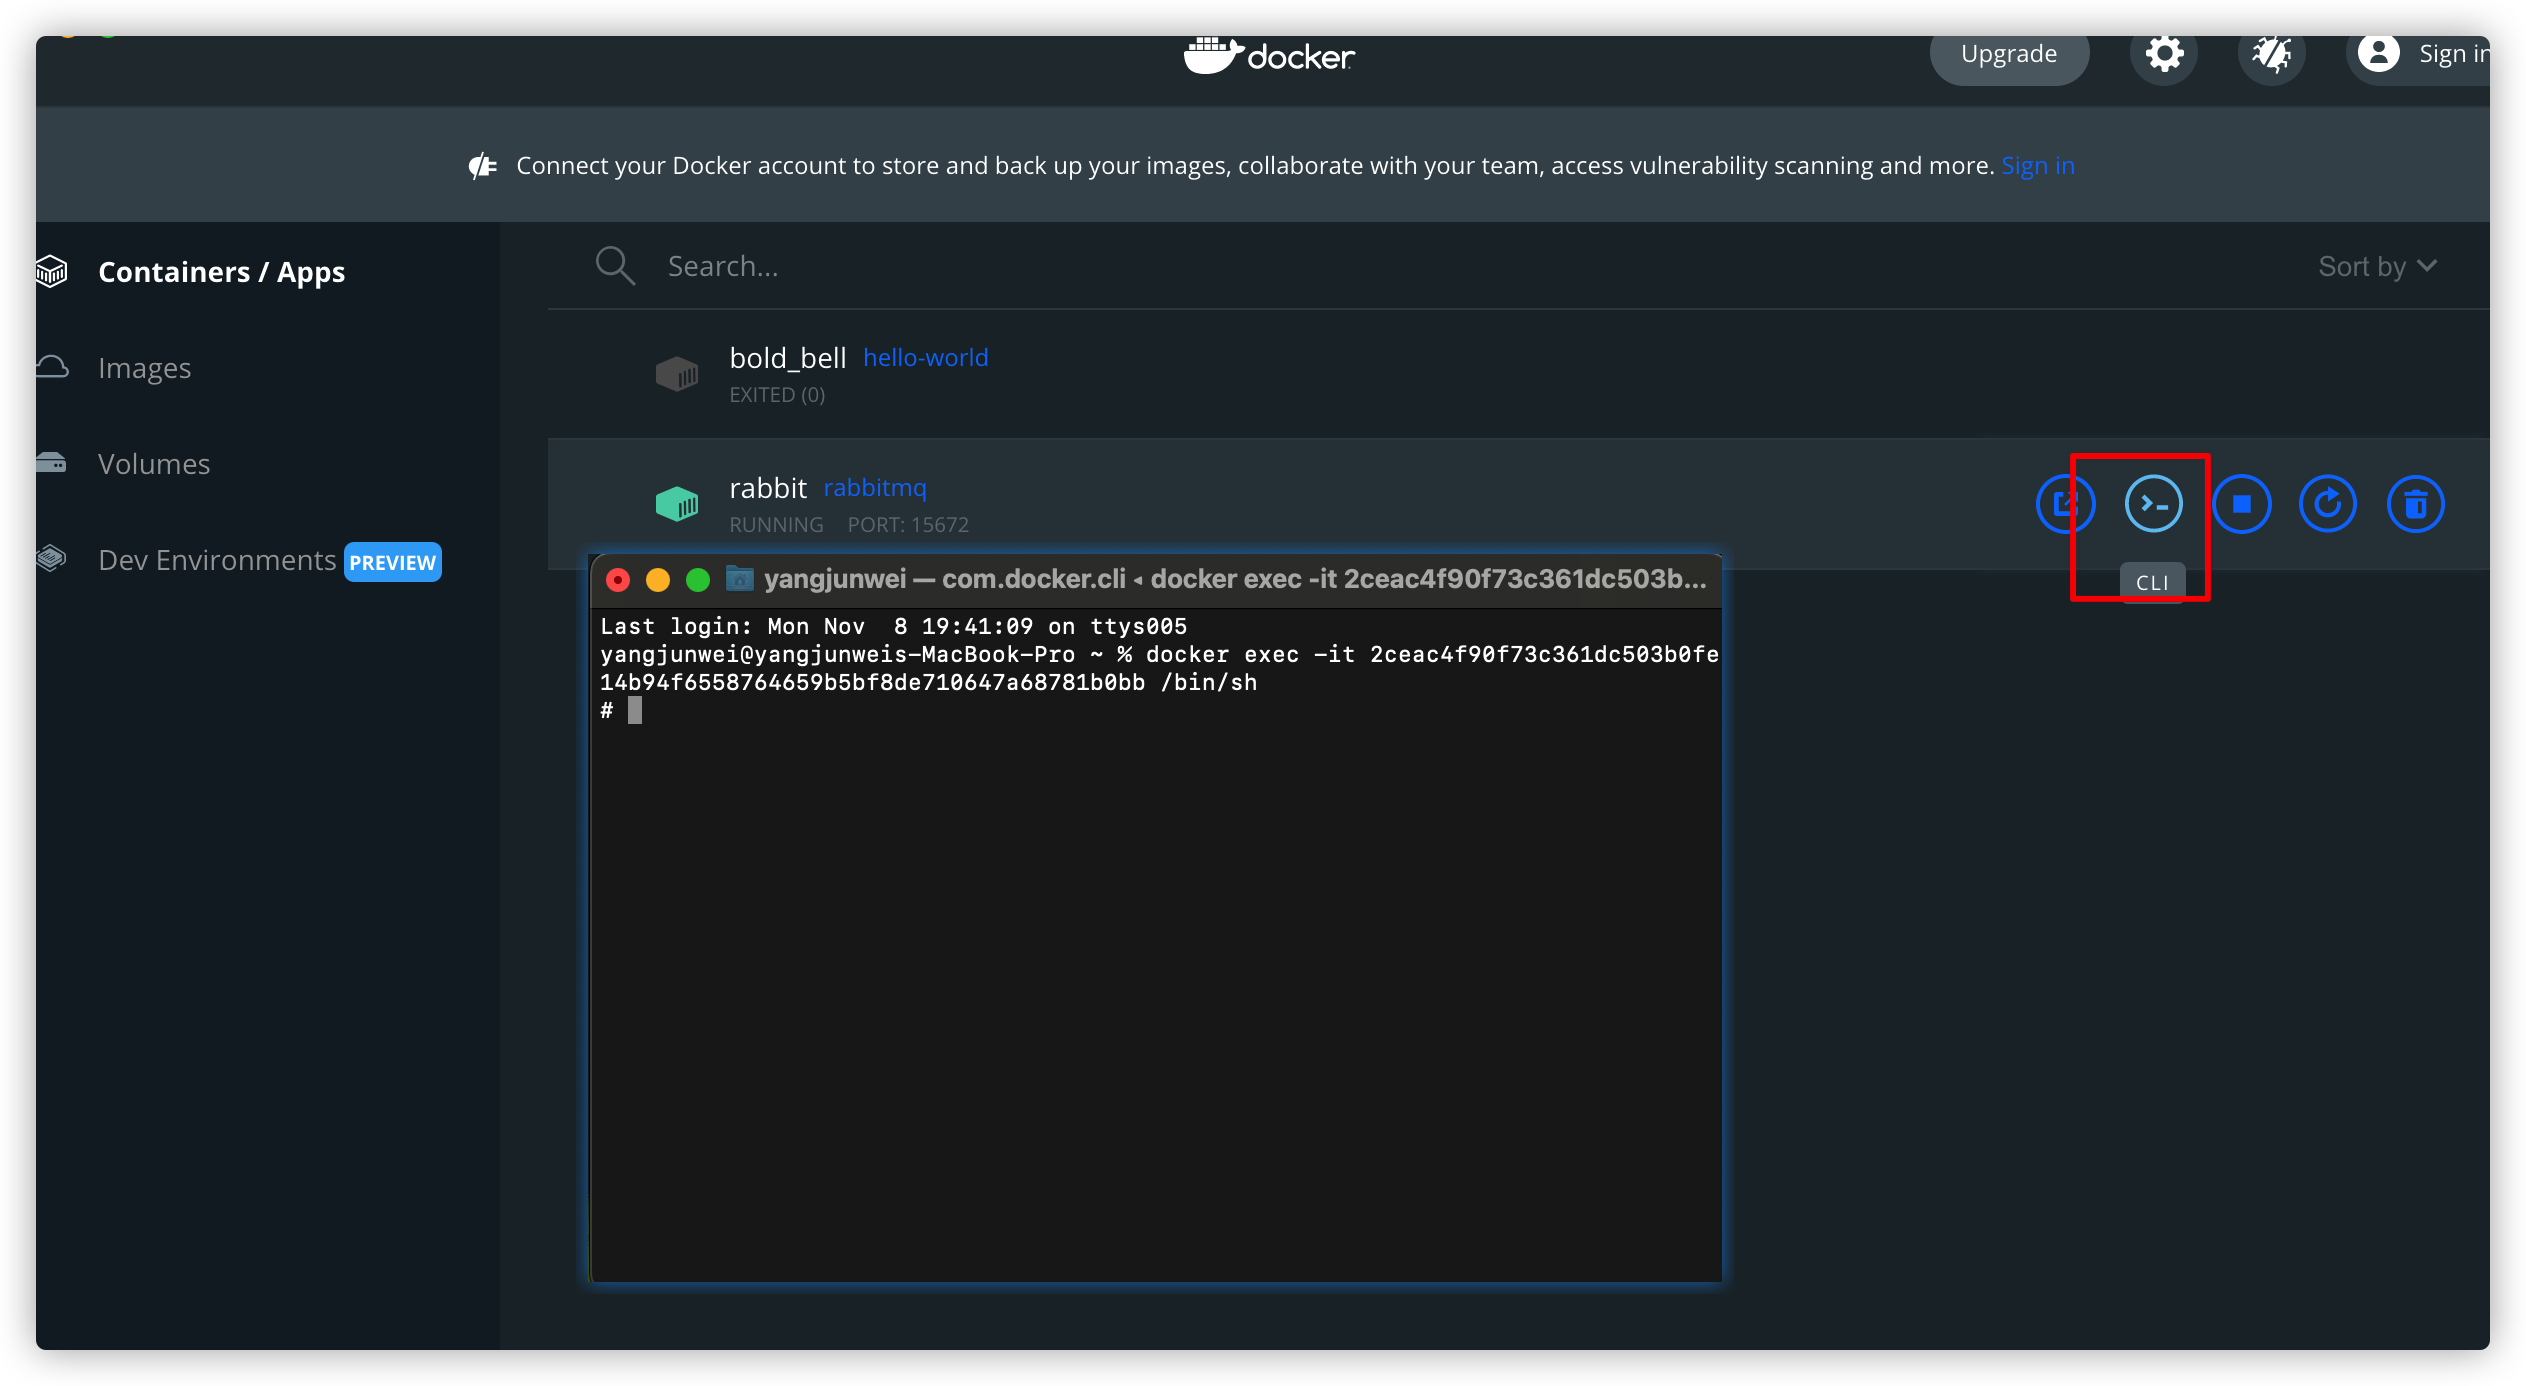 docker
Upgrade
Sign in
Connect your Docker account to store and back up your images, collaborate with your team, access vulnerability scanning and more. Sign in
Containers / Apps
Images
Volumes
Dev Environments PREVIEW
Search...
Sort by
bold_bell hello-world
EXITED (0)
rabbit rabbitmq
RUNNING PORT: 15672
CLI
yangjunwei — com.docker.cli ◂ docker exec -it 2ceac4f90f73c361dc503b...
Last login: Mon Nov  8 19:41:09 on ttys005
yangjunwei@yangjunweis-MacBook-Pro ~ % docker exec -it 2ceac4f90f73c361dc503b0fe
14b94f6558764659b5bf8de710647a68781b0bb /bin/sh
#